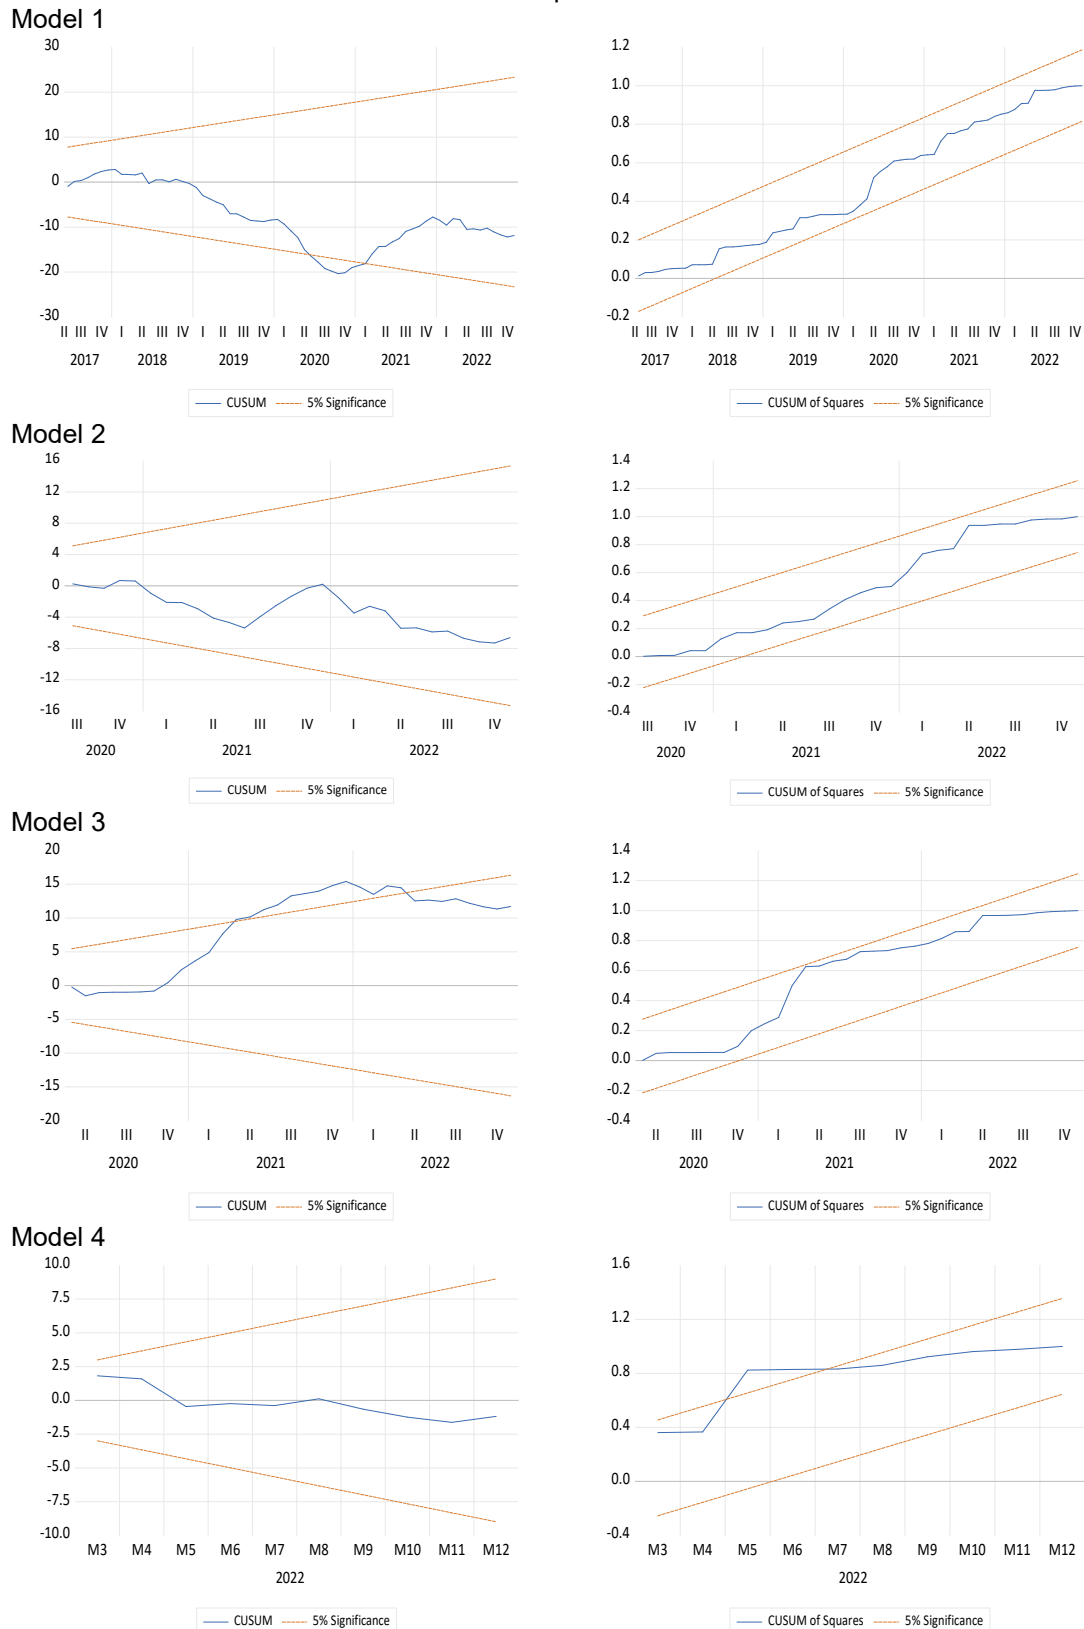 Model 1
30
20
10
0
-10
-20
-30
II III IV I II III IV I II III IV I II III IV I II III IV I II III IV
2017 2018 2019 2020 2021 2022
CUSUM 5% Significance
1.2
1.0
0.8
0.6
0.4
0.2
0.0
-0.2
II III IV I II III IV I II III IV I II III IV I II III IV I II III IV
2017 2018 2019 2020 2021 2022
CUSUM of Squares 5% Significance
Model 2
16
12
8
4
0
-4
-8
-12
-16
III IV I II III IV I II III IV
2020 2021 2022
CUSUM 5% Significance
1.4
1.2
1.0
0.8
0.6
0.4
0.2
0.0
-0.2
-0.4
III IV I II III IV I II III IV
2020 2021 2022
CUSUM of Squares 5% Significance
Model 3
20
15
10
5
0
-5
-10
-15
-20
II III IV I II III IV I II III IV
2020 2021 2022
CUSUM 5% Significance
1.4
1.2
1.0
0.8
0.6
0.4
0.2
0.0
-0.2
-0.4
II III IV I II III IV I II III IV
2020 2021 2022
CUSUM of Squares 5% Significance
Model 4
10.0
7.5
5.0
2.5
0.0
-2.5
-5.0
-7.5
-10.0
M3 M4 M5 M6 M7 M8 M9 M10 M11 M12
2022
CUSUM 5% Significance
1.6
1.2
0.8
0.4
0.0
-0.4
M3 M4 M5 M6 M7 M8 M9 M10 M11 M12
2022
CUSUM of Squares 5% Significance